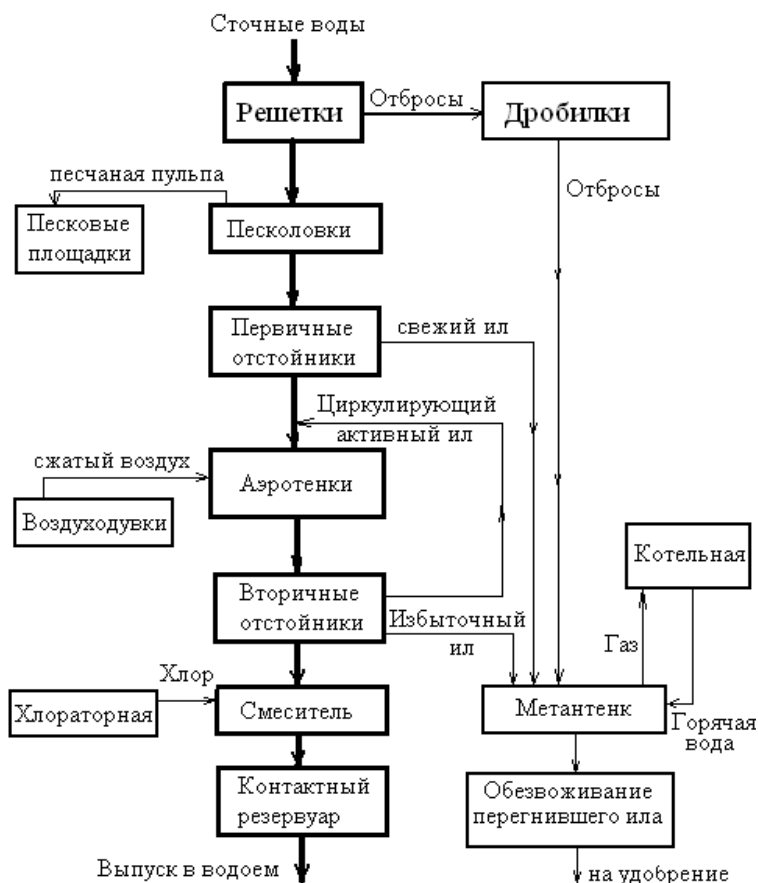 Сточные воды
Решетки
Отбросы
Дробилки
песчаная пульпа
Отбросы
Песковые
площадки
Песколовки
Первичные
отстойники
свежий ил
Циркулирующий
активный ил
сжатый воздух
Аэротенки
Воздуходувки
Котельная
Вторичные
отстойники
Избыточный
ил
Газ
Хлор
Хлораторная
Смеситель
Метантенк
Горячая
вода
Контактный
резервуар
Обезвоживание
перегнившего ила
Выпуск в водоем
на удобрение